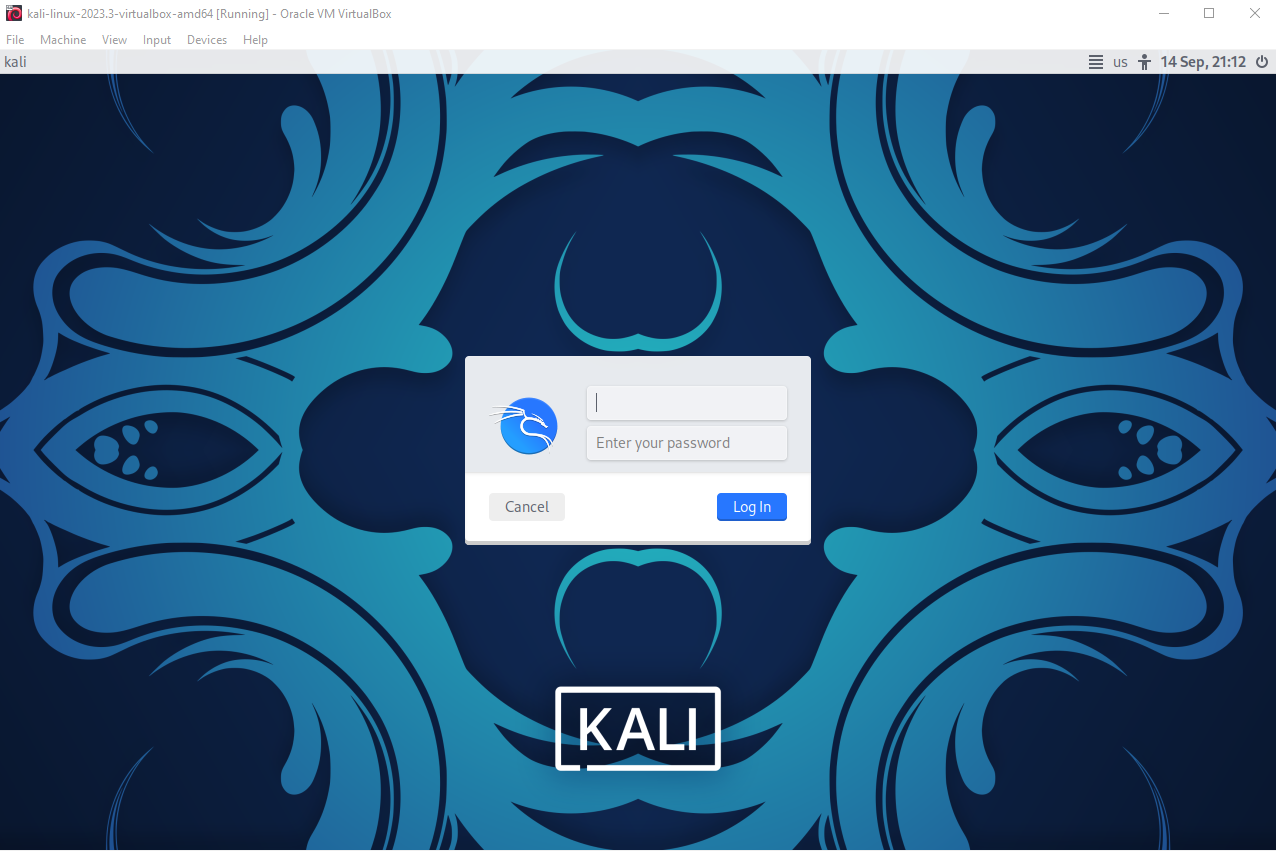 kali-linux-2023.3-virtualbox-amd64 [Running] - Oracle VM VirtualBox
File Machine View Input Devices Help
kali us 14 Sep, 21:12
Enter your password
Cancel Log In
KALI